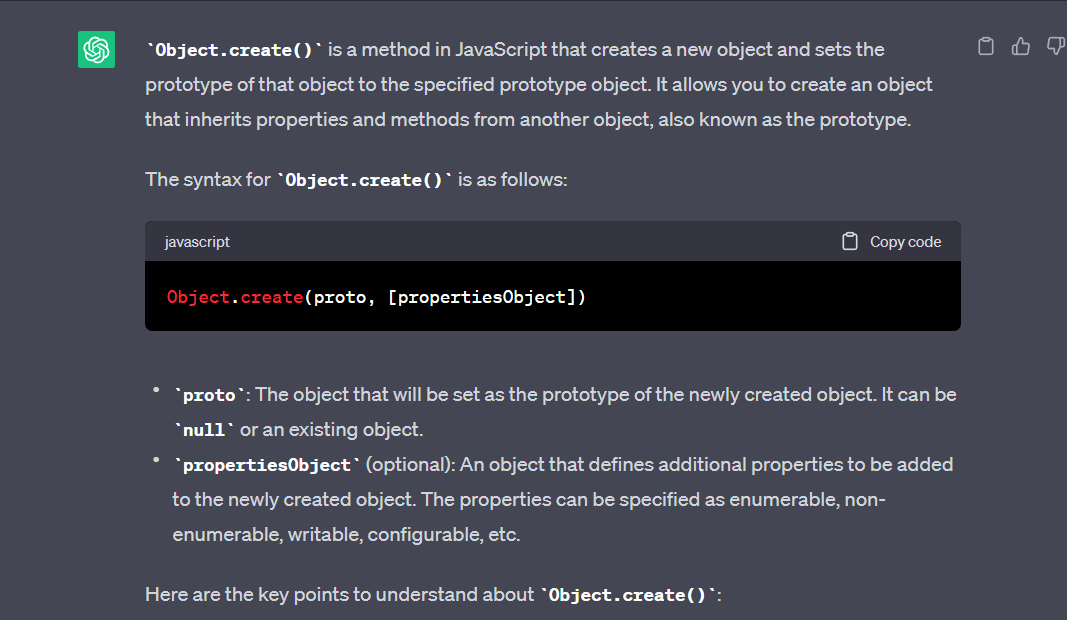 `Object.create()` is a method in JavaScript that creates a new object and sets the
prototype of that object to the specified prototype object. It allows you to create an object
that inherits properties and methods from another object, also known as the prototype.
The syntax for `Object.create()` is as follows:
javascript Copy code
Object.create(proto, [propertiesObject])
• `proto`: The object that will be set as the prototype of the newly created object. It can be
`null` or an existing object.
• `propertiesObject` (optional): An object that defines additional properties to be added
to the newly created object. The properties can be specified as enumerable, non-
enumerable, writable, configurable, etc.
Here are the key points to understand about `Object.create()`: